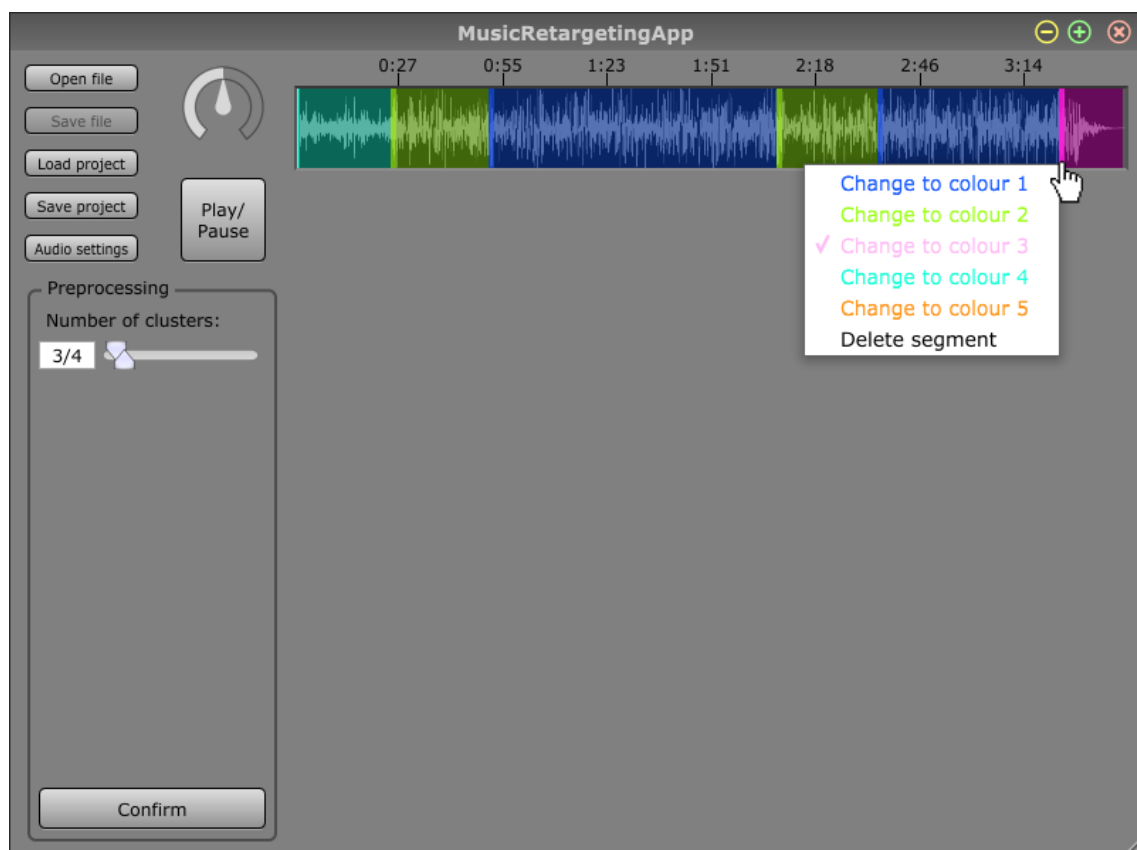 MusicRetargetingApp
Open file
Save file
Load project
Save project
Audio settings
Play/
Pause
0:27 0:55 1:23 1:51 2:18 2:46 3:14
Change to colour 1
Change to colour 2
✓ Change to colour 3
Change to colour 4
Change to colour 5
Delete segment
Preprocessing
Number of clusters:
3/4
Confirm